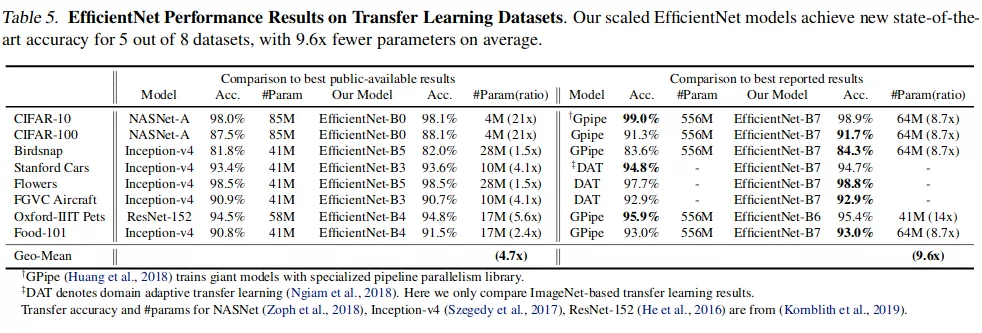 Table 5. EfficientNet Performance Results on Transfer Learning Datasets. Our scaled EfficientNet models achieve new state-of-the-
art accuracy for 5 out of 8 datasets, with 9.6x fewer parameters on average.
Comparison to best public-available results Comparison to best reported results
Model Acc. #Param Our Model Acc. #Param(ratio) Model Acc. #Param Our Model Acc. #Param(ratio)
CIFAR-10 NASNet-A 98.0% 85M EfficientNet-B0 98.1% 4M (21x) †Gpipe 99.0% 556M EfficientNet-B7 98.9% 64M (8.7x)
CIFAR-100 NASNet-A 87.5% 85M EfficientNet-B0 88.1% 4M (21x) Gpipe 91.3% 556M EfficientNet-B7 91.7% 64M (8.7x)
Birdsnap Inception-v4 81.8% 41M EfficientNet-B5 82.0% 28M (1.5x) GPipe 83.6% 556M EfficientNet-B7 84.3% 64M (8.7x)
Stanford Cars Inception-v4 93.4% 41M EfficientNet-B3 93.6% 10M (4.1x) ‡DAT 94.8% - EfficientNet-B7 94.7% -
Flowers Inception-v4 98.5% 41M EfficientNet-B5 98.5% 28M (1.5x) DAT 97.7% - EfficientNet-B7 98.8% -
FGVC Aircraft Inception-v4 90.9% 41M EfficientNet-B3 90.7% 10M (4.1x) DAT 92.9% - EfficientNet-B7 92.9% -
Oxford-IIIT Pets ResNet-152 94.5% 58M EfficientNet-B4 94.8% 17M (5.6x) GPipe 95.9% 556M EfficientNet-B6 95.4% 41M (14x)
Food-101 Inception-v4 90.8% 41M EfficientNet-B4 91.5% 17M (2.4x) GPipe 93.0% 556M EfficientNet-B7 93.0% 64M (8.7x)
Geo-Mean (4.7x) (9.6x)
†GPipe (Huang et al., 2018) trains giant models with specialized pipeline parallelism library.
‡DAT denotes domain adaptive transfer learning (Ngiam et al., 2018). Here we only compare ImageNet-based transfer learning results.
Transfer accuracy and #params for NASNet (Zoph et al., 2018), Inception-v4 (Szegedy et al., 2017), ResNet-152 (He et al., 2016) are from (Kornblith et al., 2019).